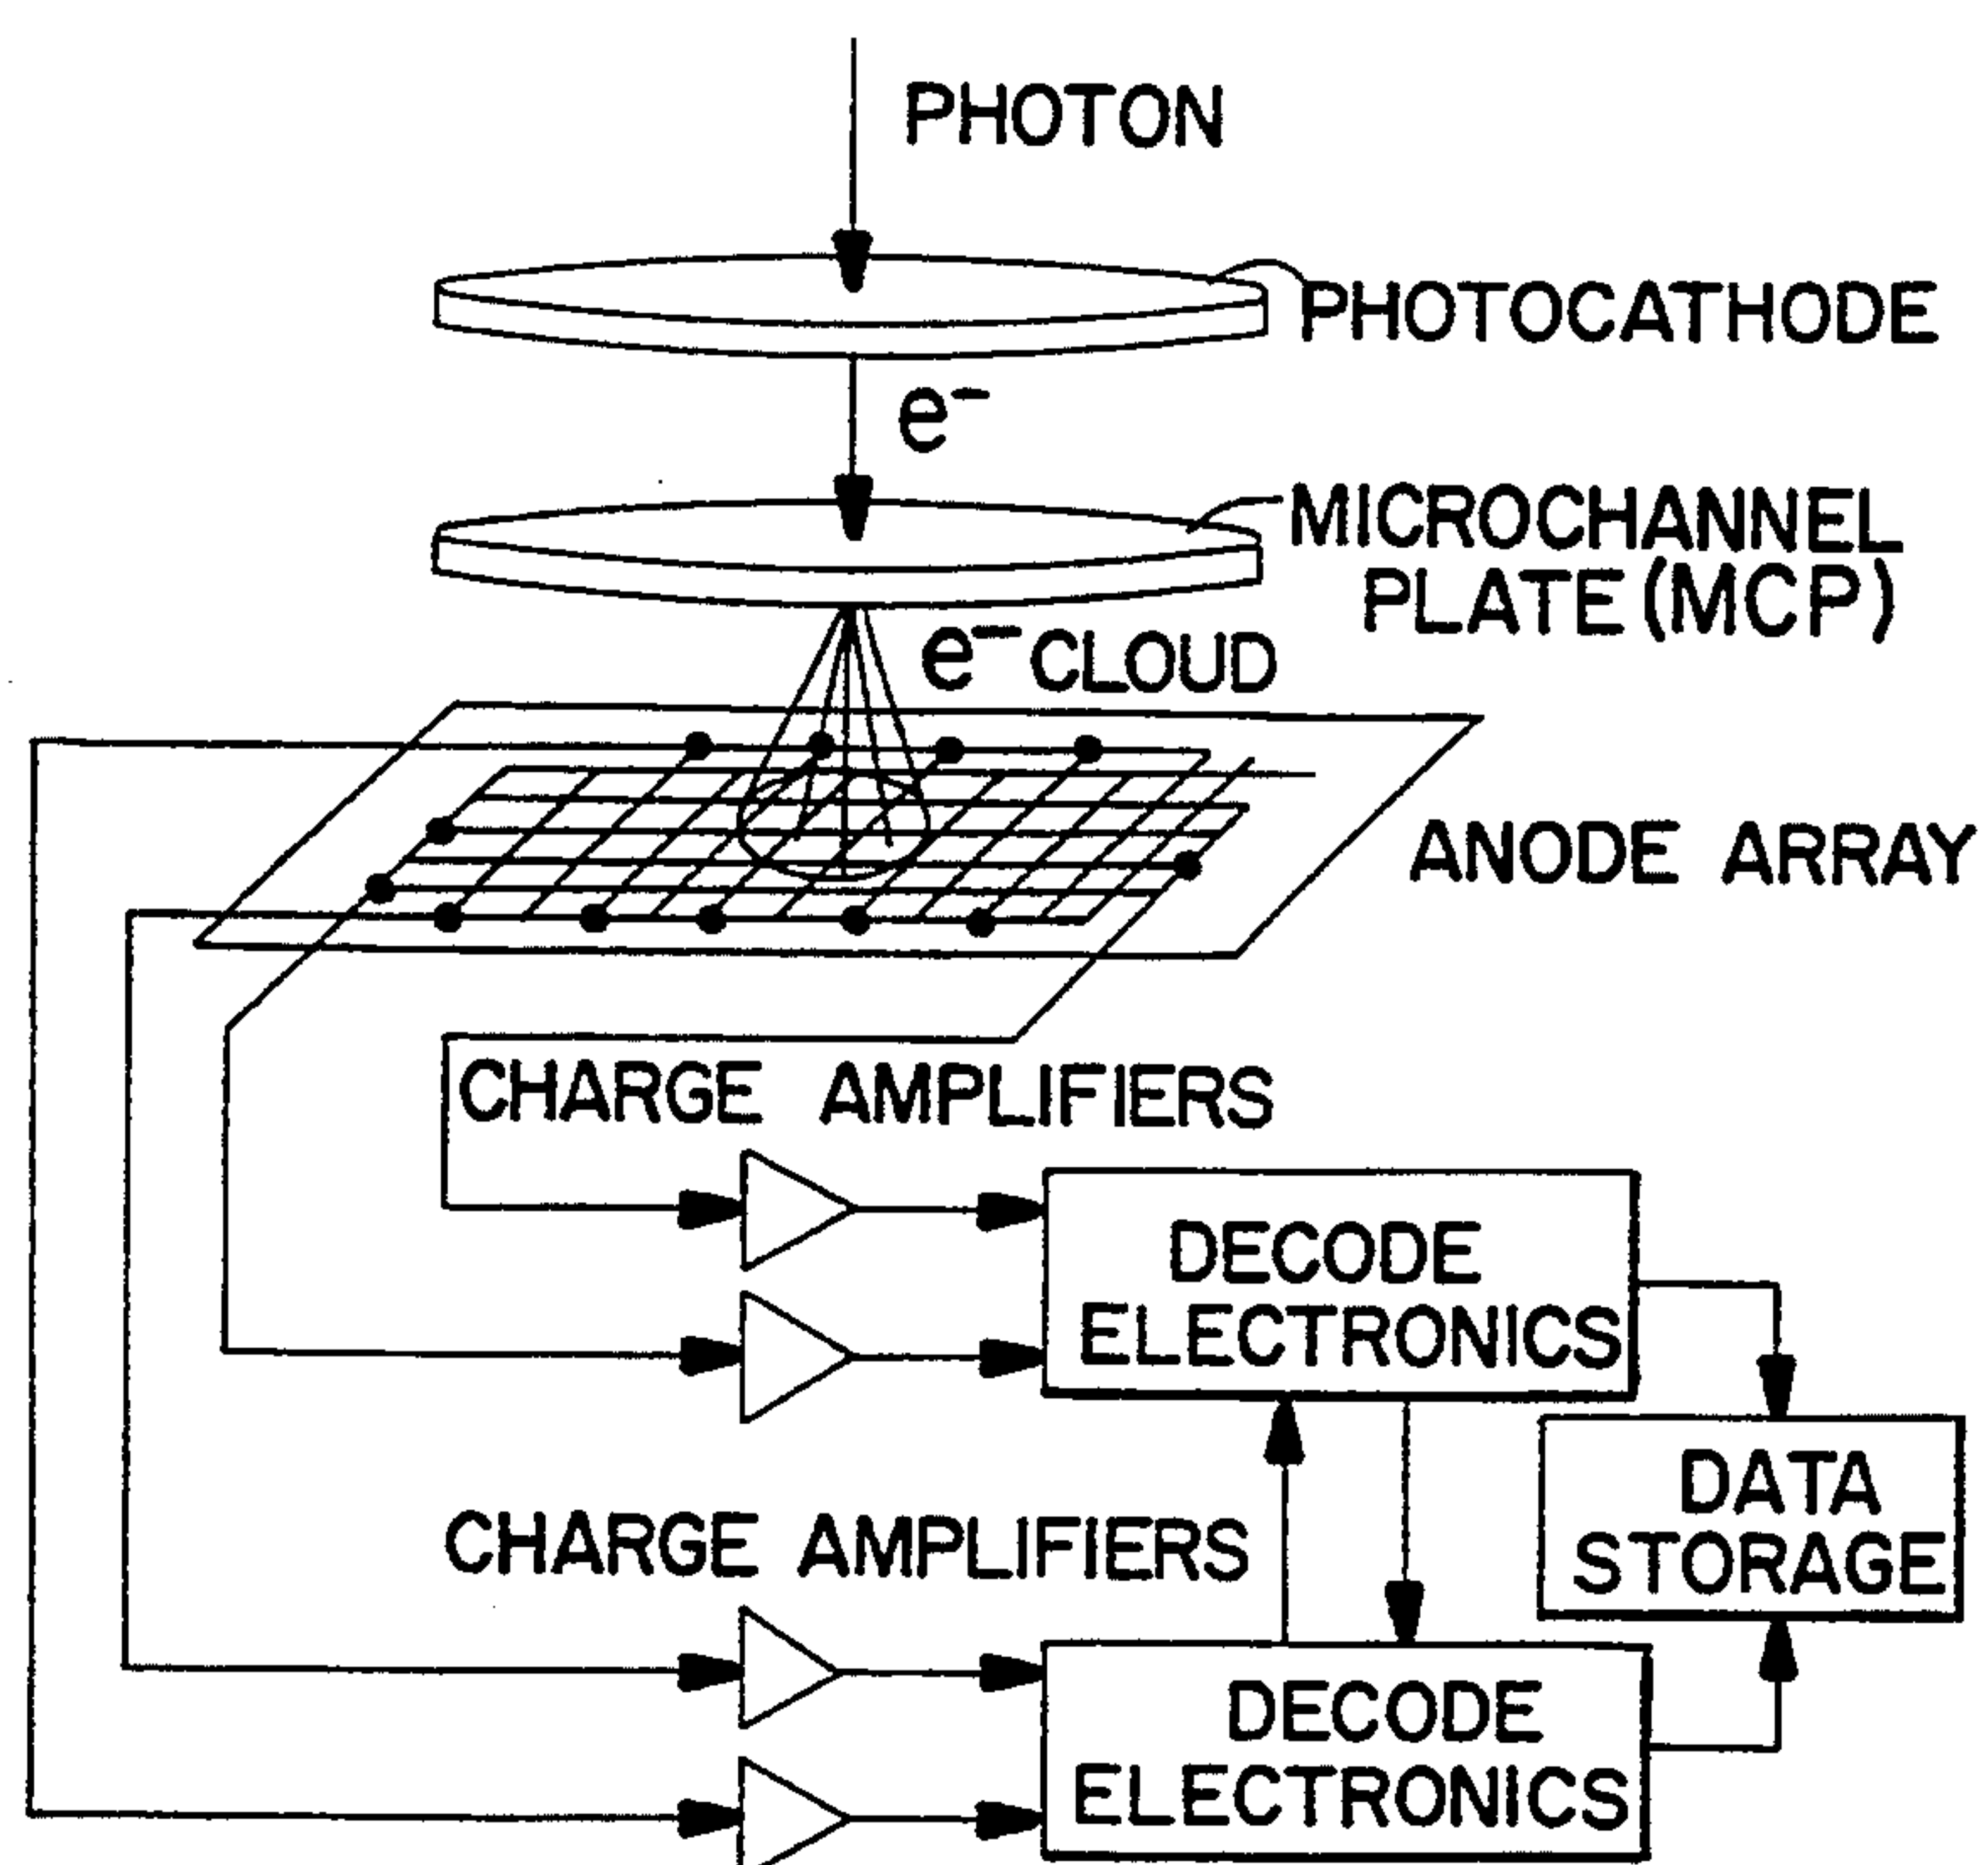 PHOTON
PHOTOCATHODE
e⁻
MICROCHANNEL
PLATE (MCP)
e⁻ CLOUD
ANODE ARRAY
CHARGE AMPLIFIERS
DECODE
ELECTRONICS
DATA
STORAGE
CHARGE AMPLIFIERS
DECODE
ELECTRONICS